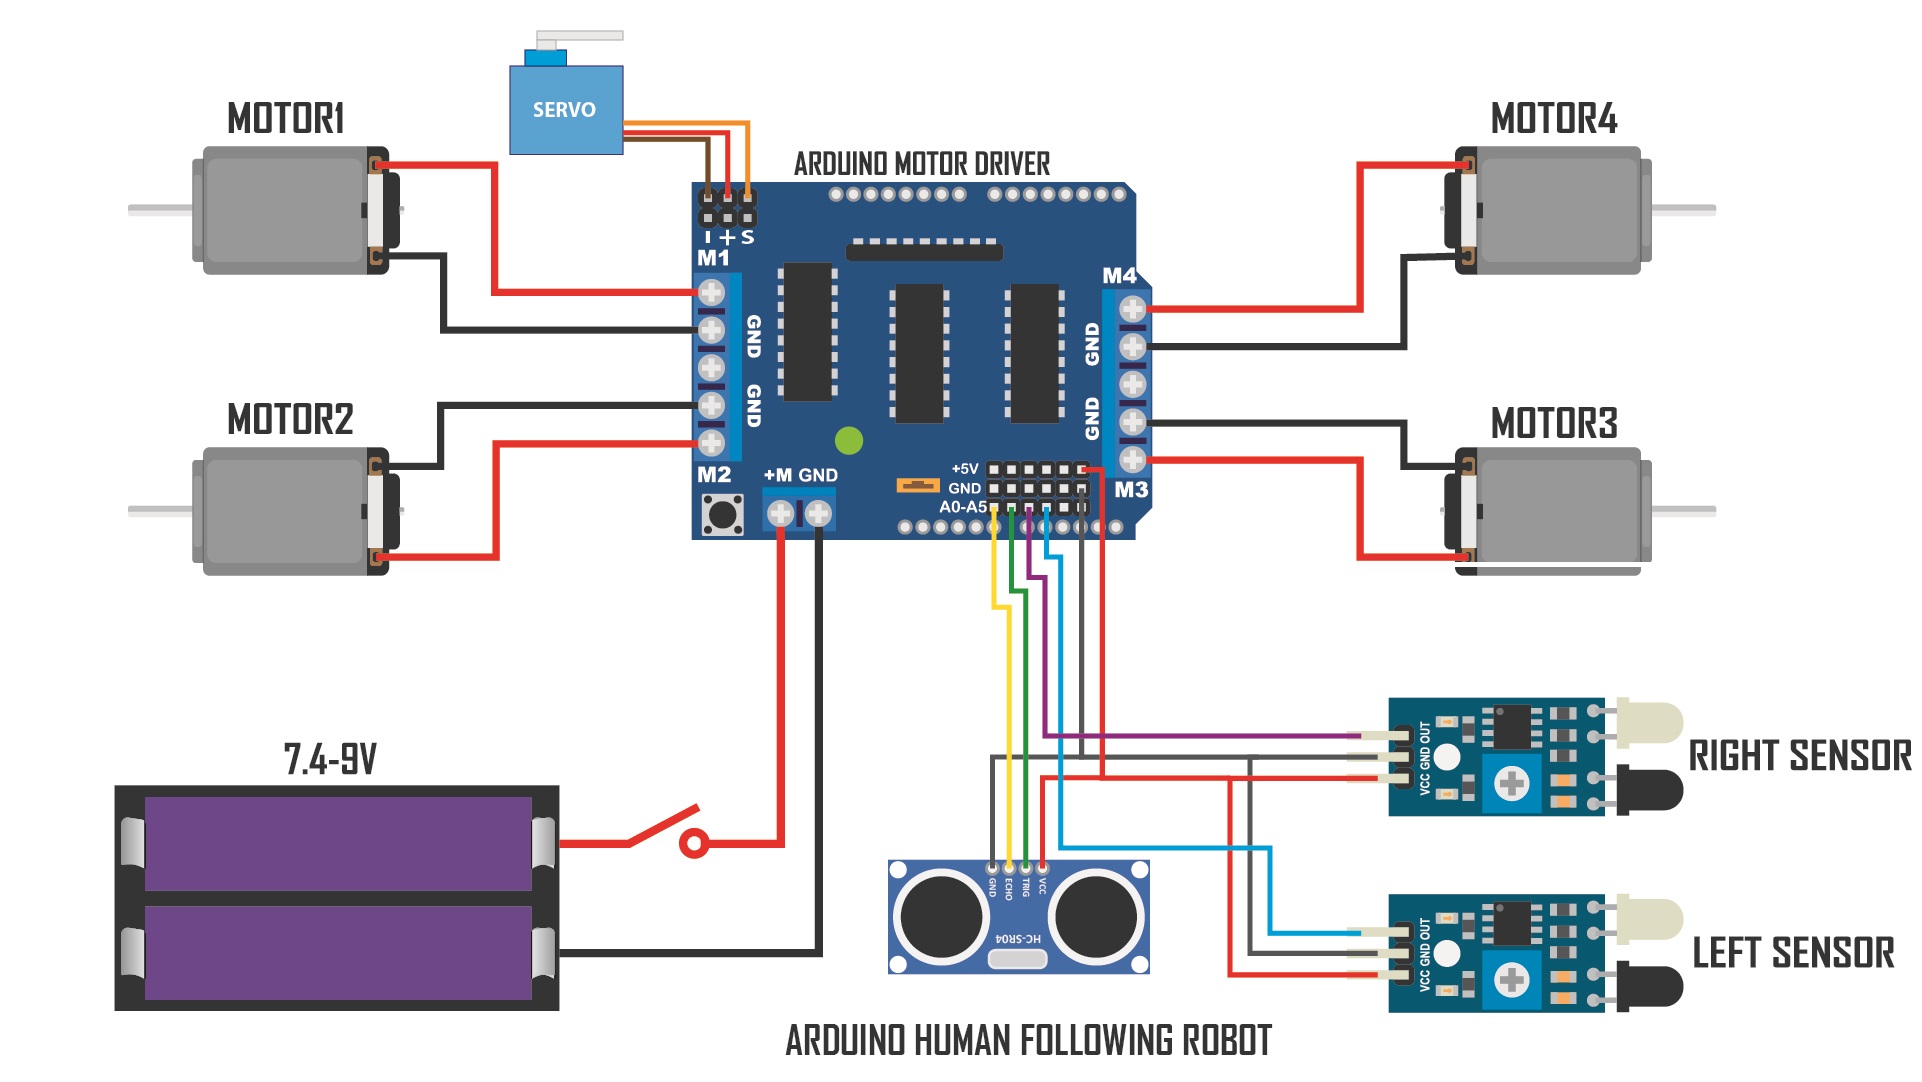 SERVO
MOTOR1
MOTOR4
ARDUINO MOTOR DRIVER
- + S
M1
M4
GND
GND
GND
GND
MOTOR2
MOTOR3
M2
+M GND
+5V
GND
A0-A5
M3
7.4-9V
VCC GND OUT
RIGHT SENSOR
GND
ECHO
TRIG
VCC
HC-SR04
VCC GND OUT
LEFT SENSOR
ARDUINO HUMAN FOLLOWING ROBOT